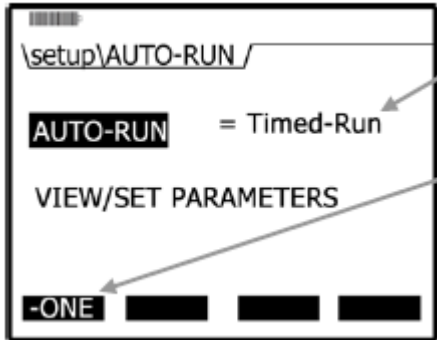 \setup\AUTO-RUN /
AUTO-RUN = Timed-Run
VIEW/SET PARAMETERS
-ONE